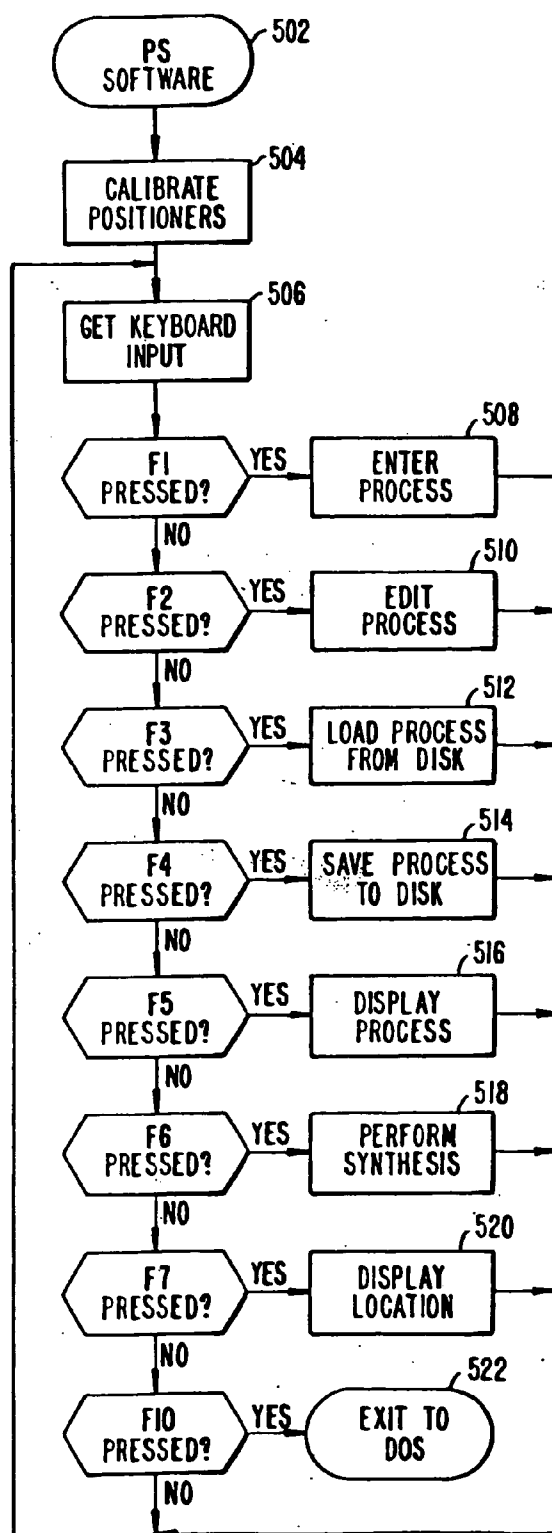 502
PS
SOFTWARE
504
CALIBRATE
POSITIONERS
506
GET KEYBOARD
INPUT
508
F1
PRESSED?
YES
ENTER
PROCESS
NO
510
F2
PRESSED?
YES
EDIT
PROCESS
NO
512
F3
PRESSED?
YES
LOAD PROCESS
FROM DISK
NO
514
F4
PRESSED?
YES
SAVE PROCESS
TO DISK
NO
516
F5
PRESSED?
YES
DISPLAY
PROCESS
NO
518
F6
PRESSED?
YES
PERFORM
SYNTHESIS
NO
520
F7
PRESSED?
YES
DISPLAY
LOCATION
NO
522
F10
PRESSED?
YES
EXIT TO
DOS
NO